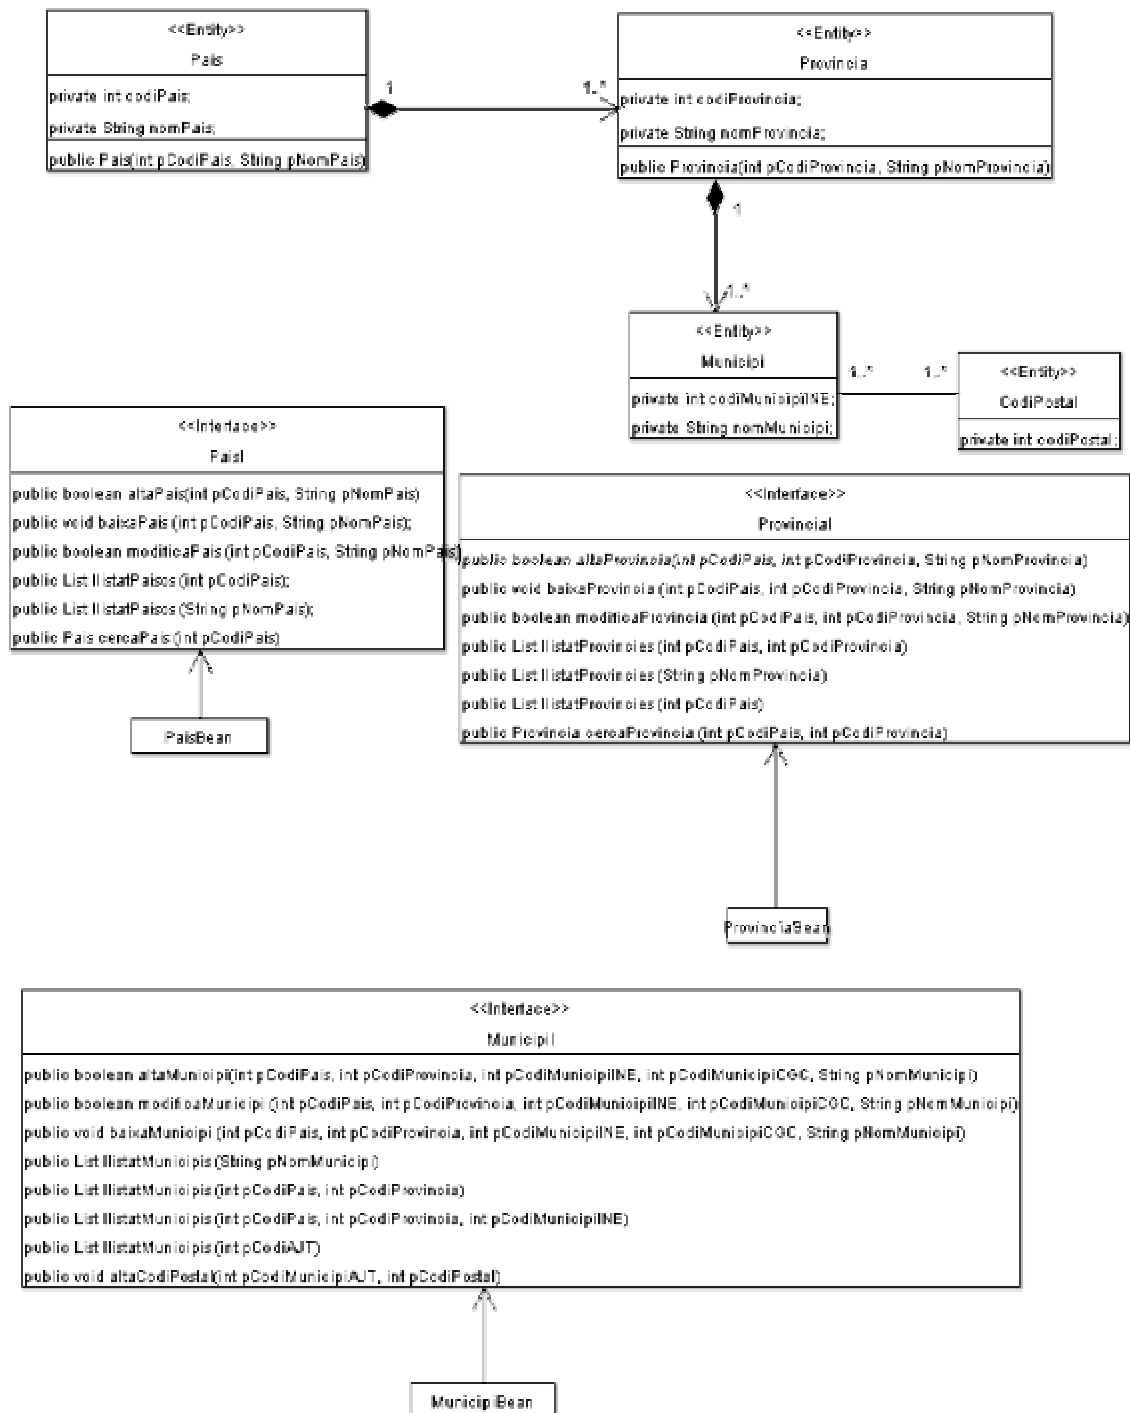 <<Entity>>
Pais
private int codiPais;
private String nomPais;
public Pais(int pCodiPais, String pNomPais)
1
1..*
<<Entity>>
Provincia
private int codiProvincia;
private String nomProvincia;
public Provincia(int pCodiProvincia, String pNomProvincia)
1
1..*
<<Entity>>
Municipi
private int codiMunicipiINE;
private String nomMunicipi;
1..*
1..*
<<Entity>>
CodiPostal
private int codiPostal;
<<Interface>>
PaisI
public boolean altaPais(int pCodiPais, String pNomPais)
public void baixaPais (int pCodiPais, String pNomPais);
public boolean modificaPais (int pCodiPais, String pNomPais)
public List llistatPaisos (int pCodiPais);
public List llistatPaisos (String pNomPais);
public Pais cercaPais (int pCodiPais)
PaisBean
<<Interface>>
ProvinciaI
public boolean altaProvincia(int pCodiPais, int pCodiProvincia, String pNomProvincia)
public void baixaProvincia (int pCodiPais, int pCodiProvincia, String pNomProvincia)
public boolean modificaProvincia (int pCodiPais, int pCodiProvincia, String pNomProvincia)
public List llistatProvincies (int pCodiPais, int pCodiProvincia)
public List llistatProvincies (String pNomProvincia)
public List llistatProvincies (int pCodiPais)
public Provincia cercaProvincia (int pCodiPais, int pCodiProvincia)
ProvinciaBean
<<Interface>>
MunicipiI
public boolean altaMunicipi(int pCodiPais, int pCodiProvincia, int pCodiMunicipiINE, int pCodiMunicipiCGC, String pNomMunicipi)
public boolean modificaMunicipi (int pCodiPais, int pCodiProvincia, int pCodiMunicipiINE, int pCodiMunicipiCGC, String pNomMunicipi)
public void baixaMunicipi (int pCodiPais, int pCodiProvincia, int pCodiMunicipiINE, int pCodiMunicipiCGC, String pNomMunicipi)
public List llistatMunicipis (String pNomMunicipi)
public List llistatMunicipis (int pCodiPais, int pCodiProvincia)
public List llistatMunicipis (int pCodiPais, int pCodiProvincia, int pCodiMunicipiINE)
public List llistatMunicipis (int pCodiAJT)
public void altaCodiPostal(int pCodiMunicipiAJT, int pCodiPostal)
MunicipiBean